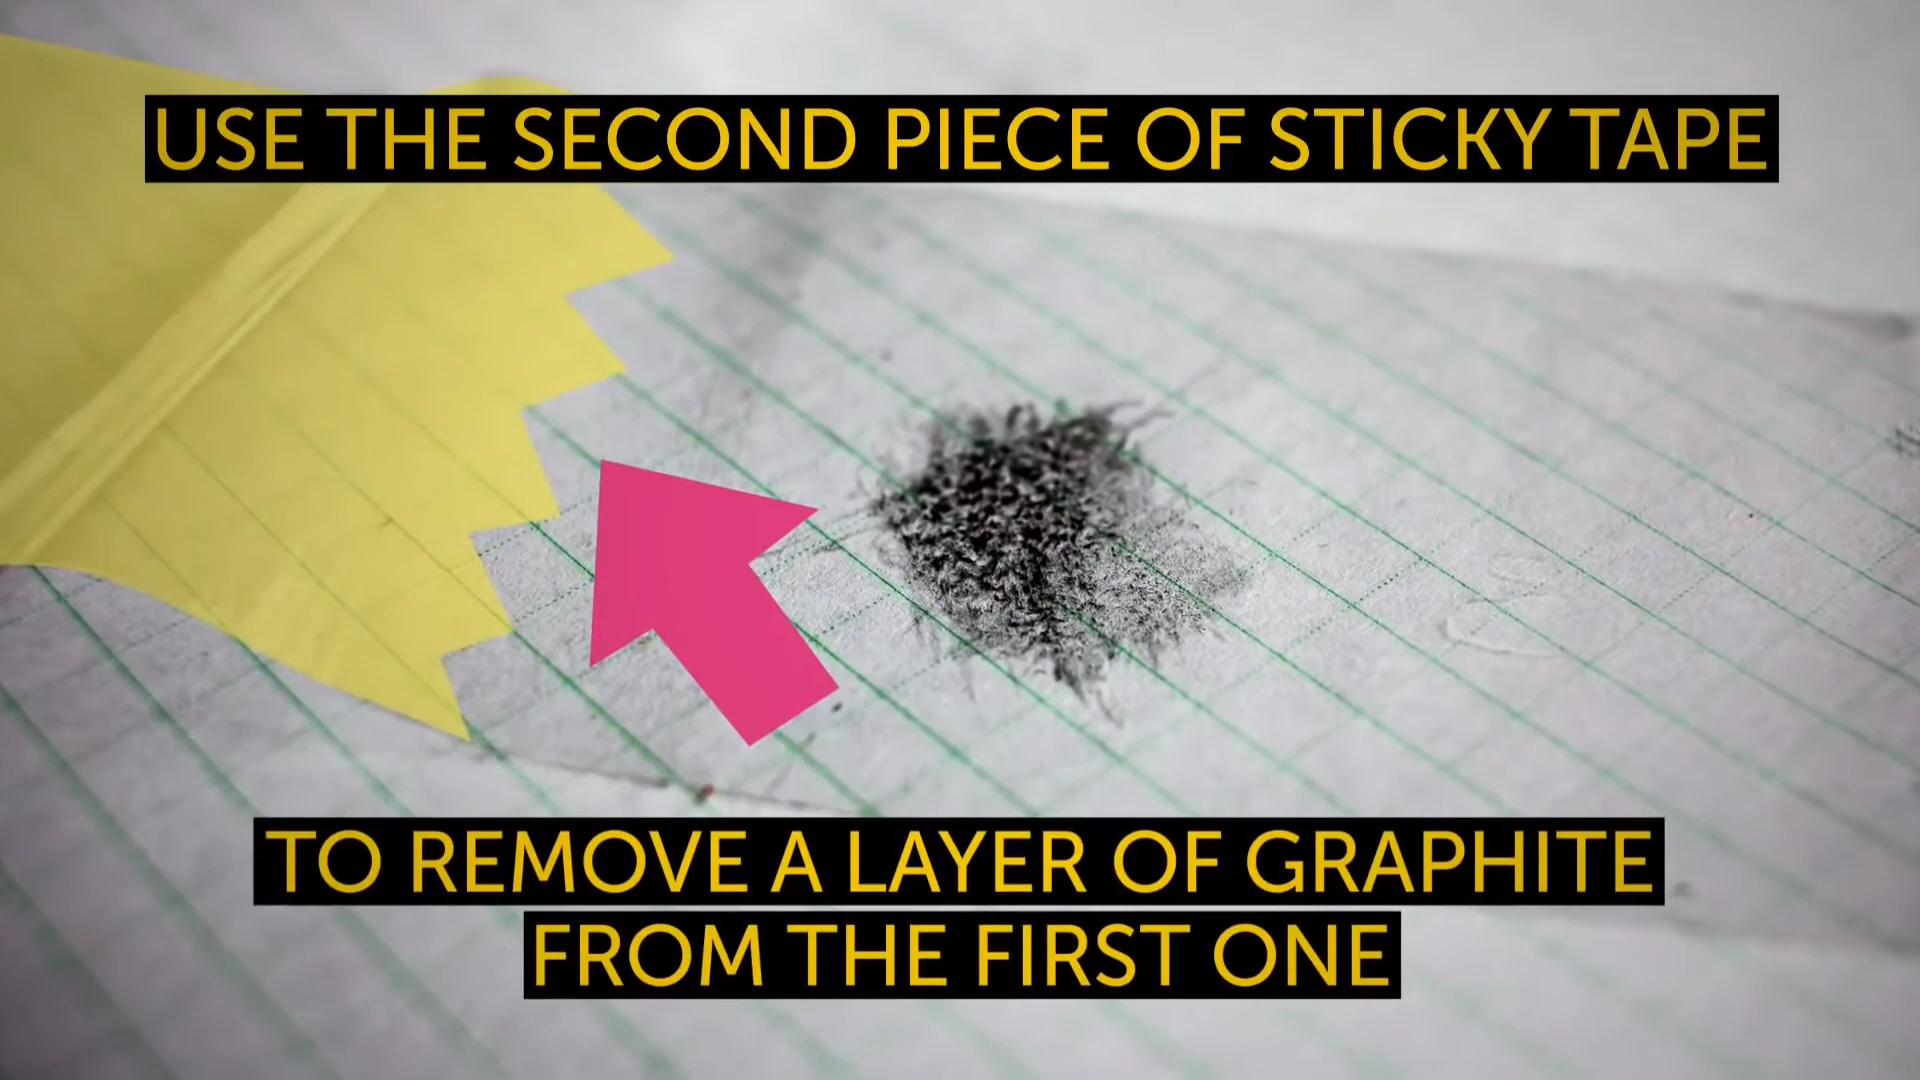 USE THE SECOND PIECE OF STICKY TAPE
TO REMOVE A LAYER OF GRAPHITE
FROM THE FIRST ONE